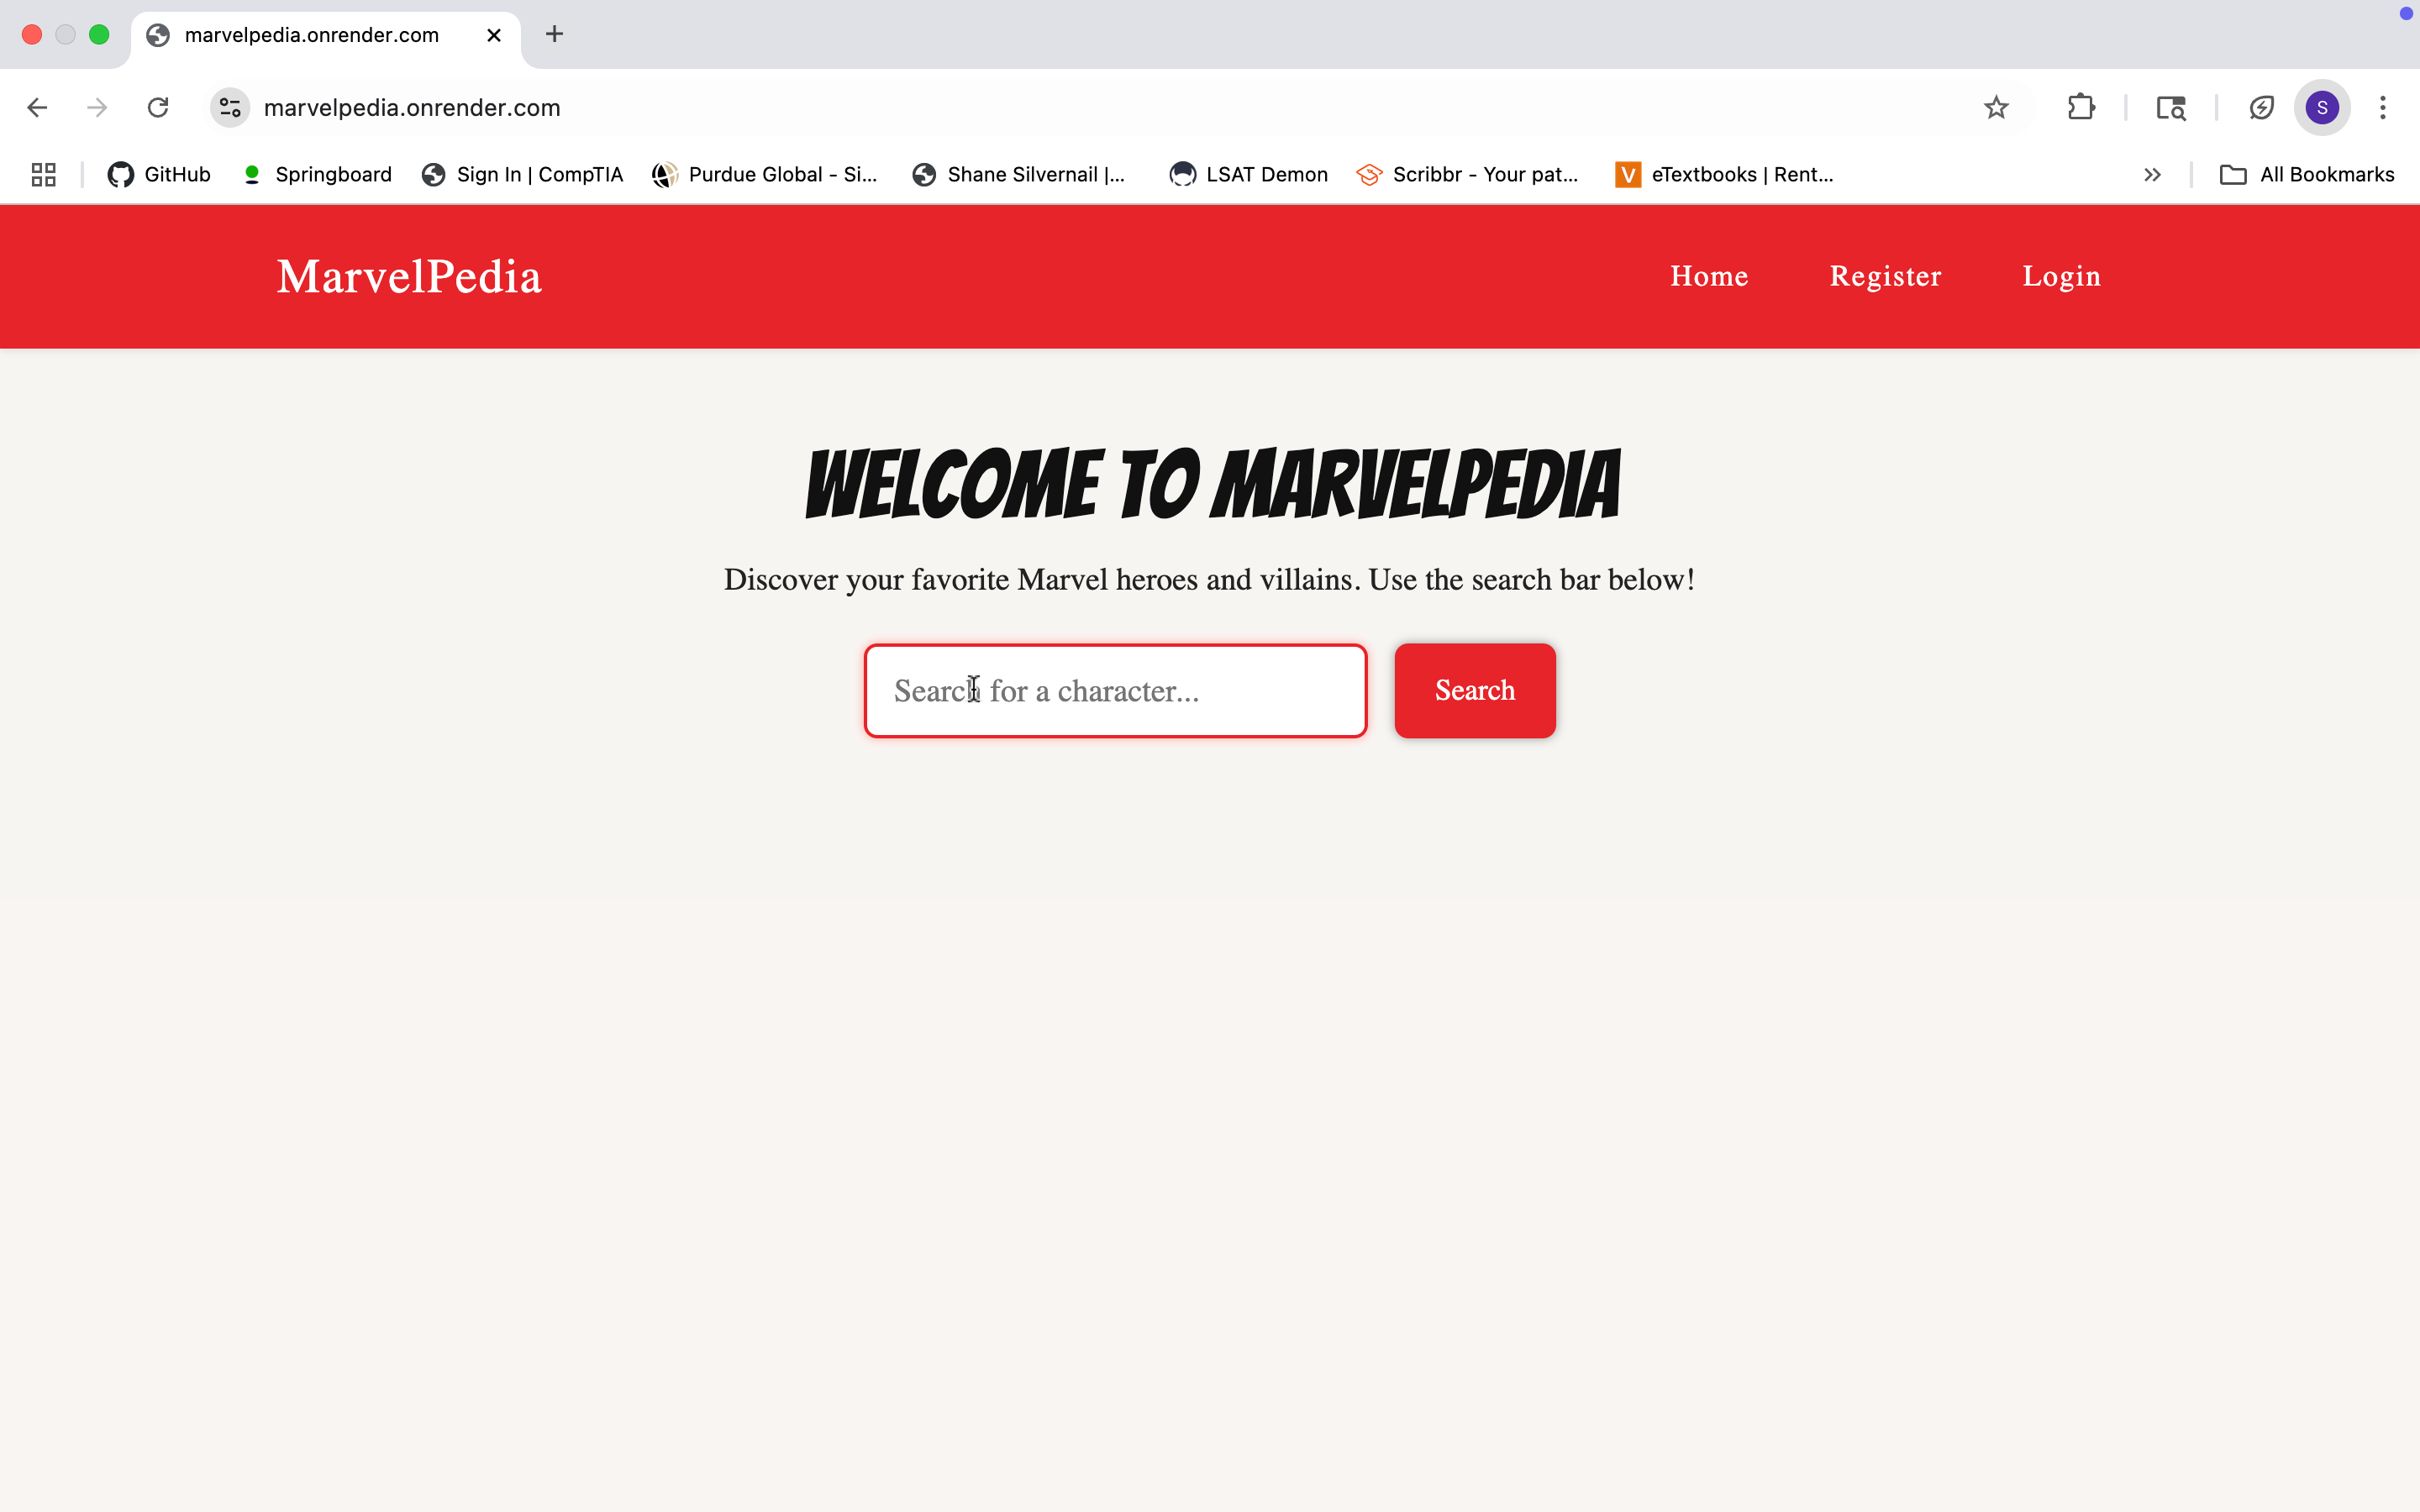 marvelpedia.onrender.com
marvelpedia.onrender.com
S
GitHub
Springboard
Sign In | CompTIA
Purdue Global - Si...
Shane Silvernail |...
LSAT Demon
Scribbr - Your pat...
V
eTextbooks | Rent...
All Bookmarks
MarvelPedia
Home
Register
Login
WELCOME TO MARVELPEDIA
Discover your favorite Marvel heroes and villains. Use the search bar below!
Search for a character...
Search